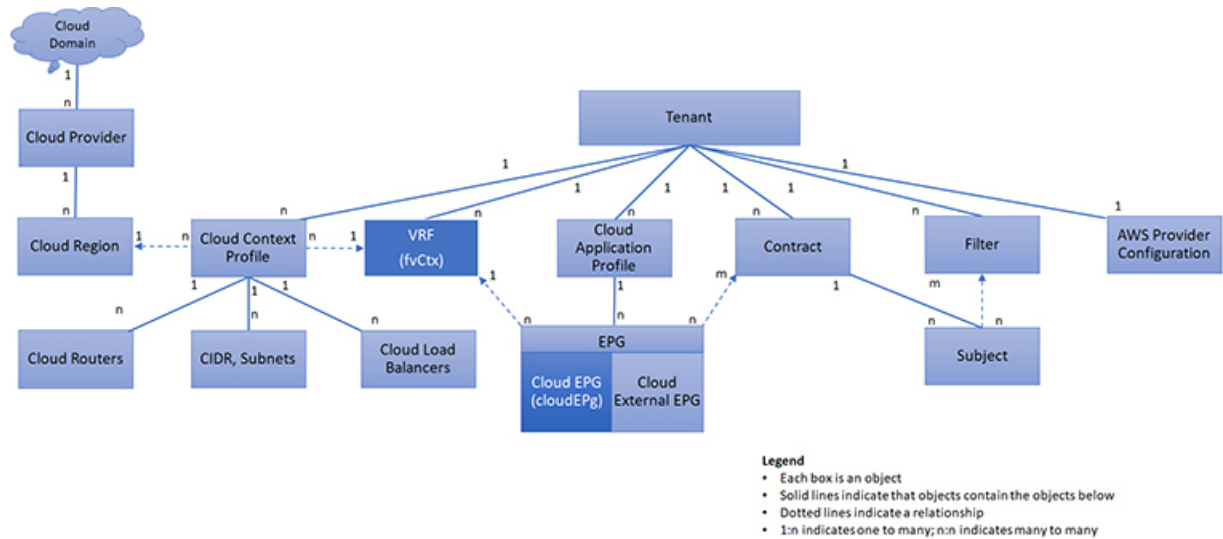 Cloud
Domain
1
n
Cloud Provider
Tenant
1
n
1
1
1
1
1
1
n
n
n
n
n
1
Cloud Region
1
n
Cloud Context
Profile
n
1
VRF
(fvCtx)
Cloud
Application
Profile
Contract
Filter
AWS Provider
Configuration
1
1
1
1
1
m
1
m
n
n
n
n
n
n
n
n
Cloud Routers
CIDR, Subnets
Cloud Load
Balancers
EPG
Cloud EPG
(cloudEPg)
Cloud
External EPG
Subject
Legend
• Each box is an object
• Solid lines indicate that objects contain the objects below
• Dotted lines indicate a relationship
• 1:n indicates one to many; n:n indicates many to many